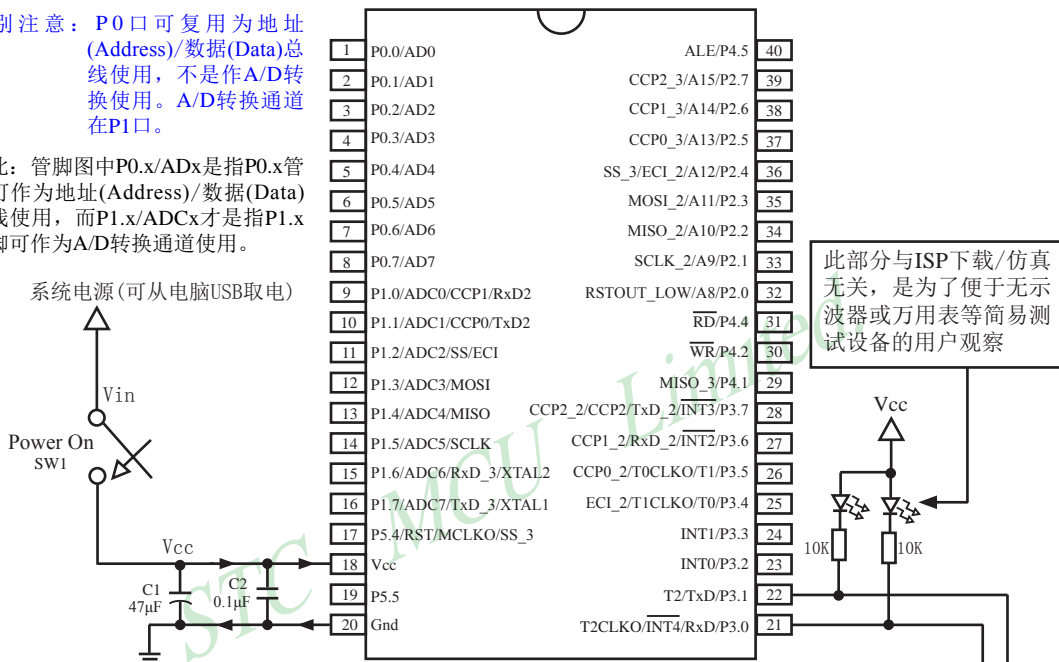 别注意：P0口可复用为地址
(Address)/数据(Data)总
线使用，不是作A/D转
换使用。A/D转换通道
在P1口。
：管脚图中P0.x/ADx是指P0.x管
可作为地址(Address)/数据(Data)
线使用，而P1.x/ADCx才是指P1.x
脚可作为A/D转换通道使用。
系统电源(可从电脑USB取电)
Vin
Power On
SW1
Vcc
C1
47μF
C2
0.1μF
1 P0.0/AD0
2 P0.1/AD1
3 P0.2/AD2
4 P0.3/AD3
5 P0.4/AD4
6 P0.5/AD5
7 P0.6/AD6
8 P0.7/AD7
9 P1.0/ADC0/CCP1/RxD2
10 P1.1/ADC1/CCP0/TxD2
11 P1.2/ADC2/SS/ECI
12 P1.3/ADC3/MOSI
13 P1.4/ADC4/MISO
14 P1.5/ADC5/SCLK
15 P1.6/ADC6/RxD_3/XTAL2
16 P1.7/ADC7/TxD_3/XTAL1
17 P5.4/RST/MCLKO/SS_3
18 Vcc
19 P5.5
20 Gnd
ALE/P4.5 40
CCP2_3/A15/P2.7 39
CCP1_3/A14/P2.6 38
CCP0_3/A13/P2.5 37
SS_3/ECI_2/A12/P2.4 36
MOSI_2/A11/P2.3 35
MISO_2/A10/P2.2 34
SCLK_2/A9/P2.1 33
RSTOUT_LOW/A8/P2.0 32
RD/P4.4 31
WR/P4.2 30
MISO_3/P4.1 29
CCP2_2/CCP2/TxD_2/INT3/P3.7 28
CCP1_2/RxD_2/INT2/P3.6 27
CCP0_2/T0CLKO/T1/P3.5 26
ECI_2/T1CLKO/T0/P3.4 25
INT1/P3.3 24
INT0/P3.2 23
T2/TxD/P3.1 22
T2CLKO/INT4/RxD/P3.0 21
此部分与ISP下载/仿真
无关，是为了便于无示
波器或万用表等简易测
试设备的用户观察
Vcc
10K
10K
STC MCU Limited.